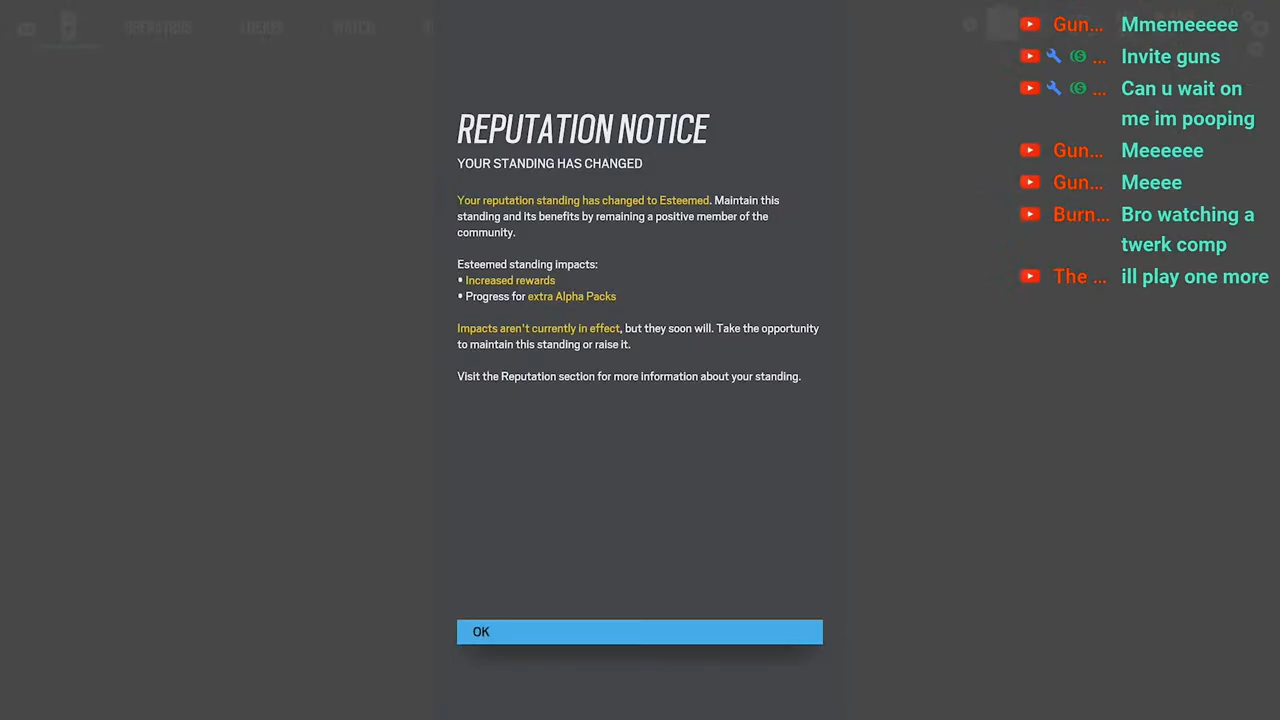 OPERATORS
LOCKER
WATCH
REPUTATION NOTICE
YOUR STANDING HAS CHANGED
Your reputation standing has changed to Esteemed. Maintain this
standing and its benefits by remaining a positive member of the
community.
Esteemed standing impacts:
• Increased rewards
• Progress for extra Alpha Packs
Impacts aren't currently in effect, but they soon will. Take the opportunity
to maintain this standing or raise it.
Visit the Reputation section for more information about your standing.
OK
Gun... Mmemeeeee
... Invite guns
... Can u wait on
me im pooping
Gun... Meeeeee
Gun... Meeee
Burn... Bro watching a
twerk comp
The ... ill play one more